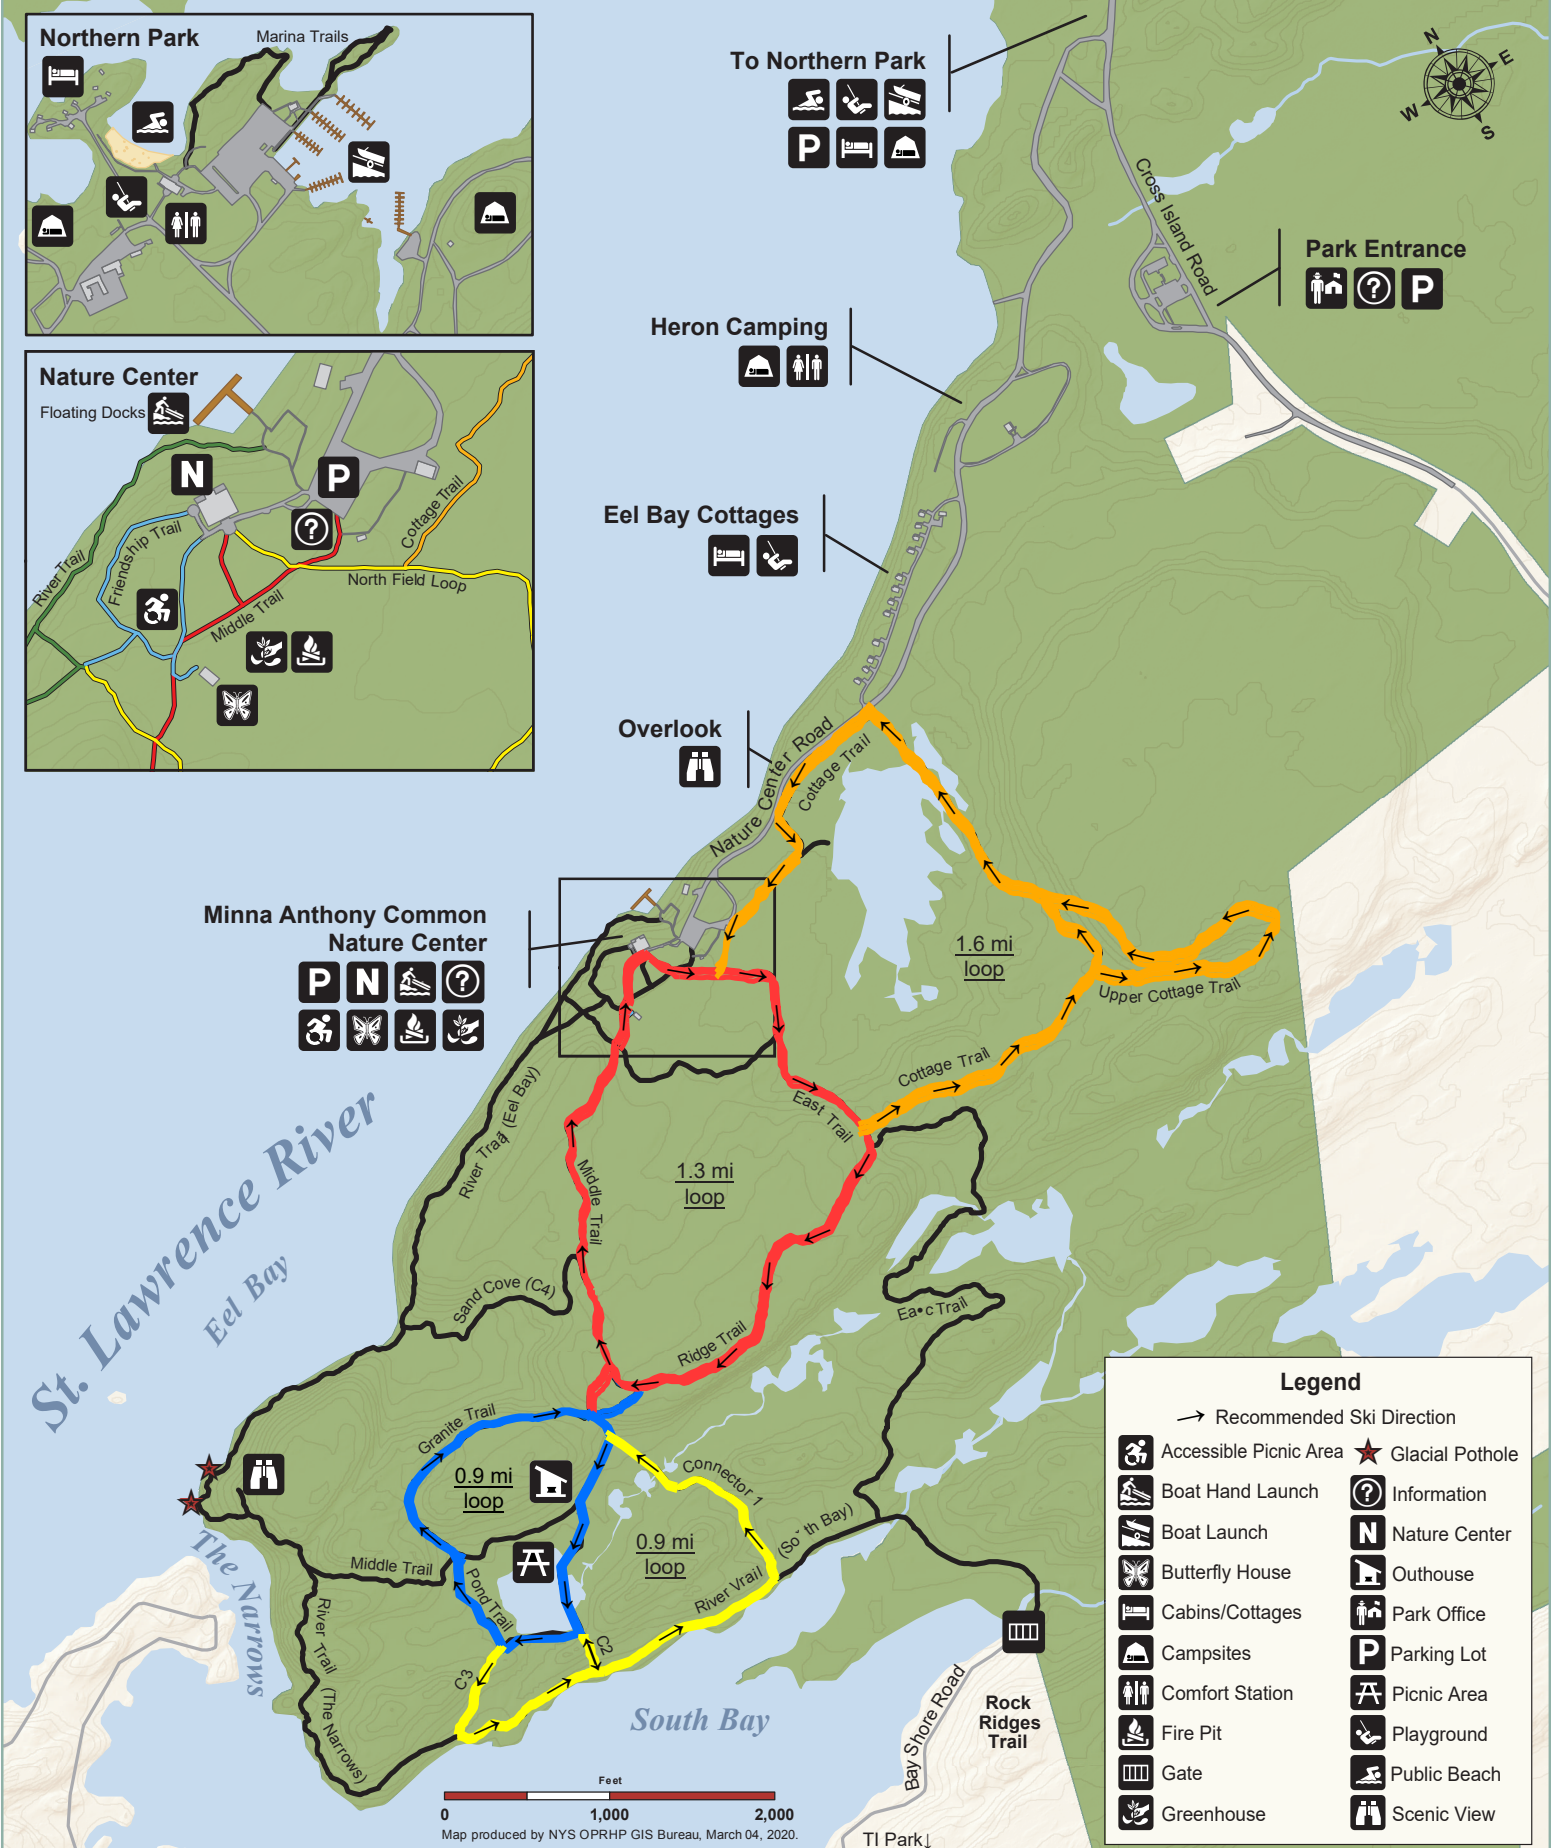 Northern Park
Marina Trails
Nature Center
Floating Docks
N
P
?
River Trail
Friendship Trail
Cottage Trail
North Field Loop
Middle Trail
To Northern Park
P
N
E
W
S
Cross Island Road
Park Entrance
? P
Heron Camping
Eel Bay Cottages
Overlook
Nature Center Road
Cottage Trail
Minna Anthony Common
Nature Center
P N ?
1.6 mi
loop
Upper Cottage Trail
Cottage Trail
East Trail
River Trail (Eel Bay)
1.3 mi
loop
Middle Trail
St. Lawrence River
Eel Bay
Sand Cove (C4)
Ridge Trail
Ea•c Trail
Granite Trail
0.9 mi
loop
Connector 1
0.9 mi
loop
(So th Bay)
River Vrail
Middle Trail
Pond Trail
The Narrows
River Trail (The Narrows)
C2
C3
South Bay
Bay Shore Road
Rock
Ridges
Trail
TI Park↓
Feet
0 1,000 2,000
Map produced by NYS OPRHP GIS Bureau, March 04, 2020.
Legend
Recommended Ski Direction
Accessible Picnic Area
Boat Hand Launch
Boat Launch
Butterfly House
Cabins/Cottages
Campsites
Comfort Station
Fire Pit
Gate
Greenhouse
Glacial Pothole
? Information
N Nature Center
Outhouse
Park Office
P Parking Lot
Picnic Area
Playground
Public Beach
Scenic View